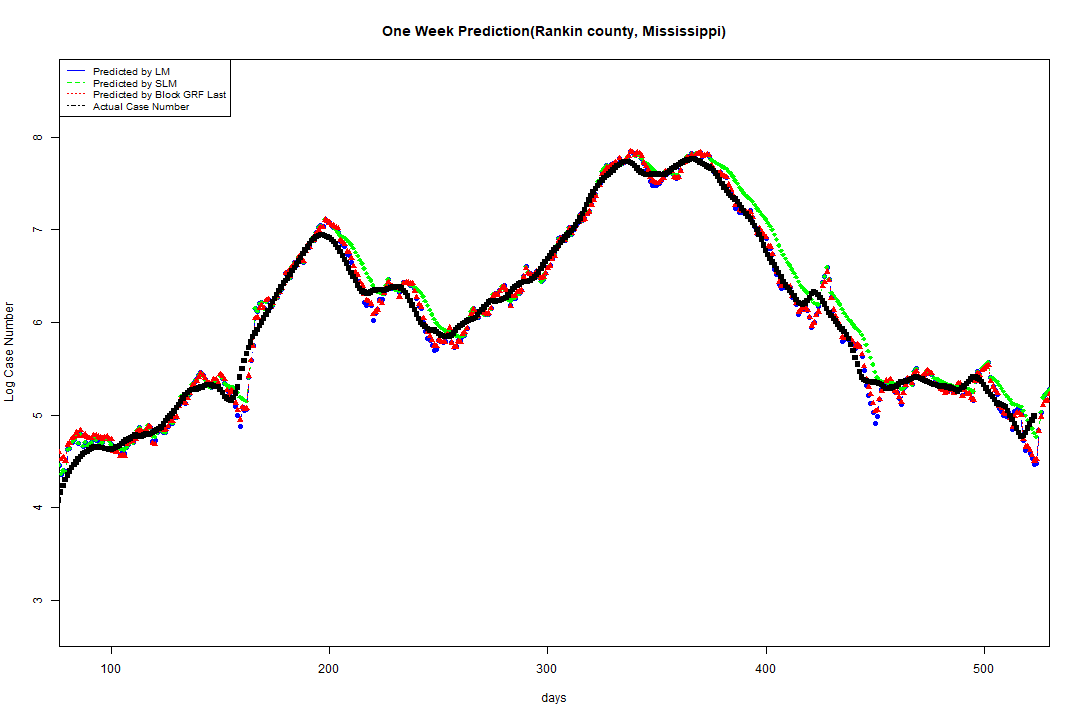 One Week Prediction(Rankin county, Mississippi)
Predicted by LM
Predicted by SLM
Predicted by Block GRF Last
Actual Case Number
8
7
6
5
4
3
Log Case Number
100 200 300 400 500
days